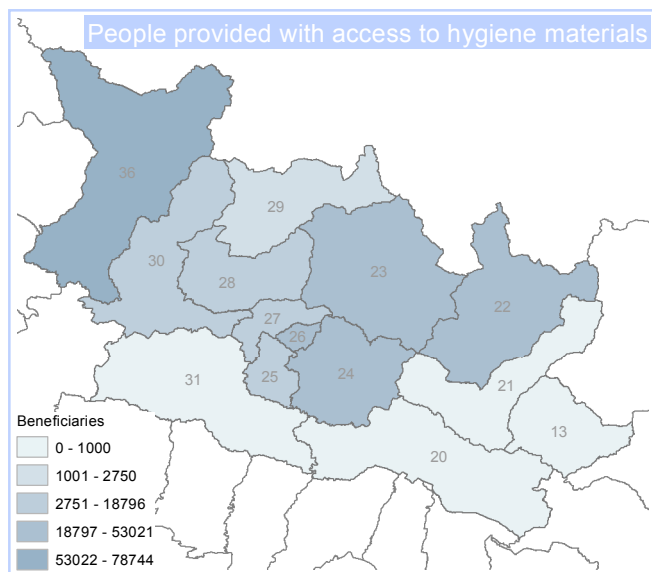 People provided with access to hygiene materials
36
29
30
28
23
22
27
26
25
24
31
21
13
20
Beneficiaries
0 - 1000
1001 - 2750
2751 - 18796
18797 - 53021
53022 - 78744